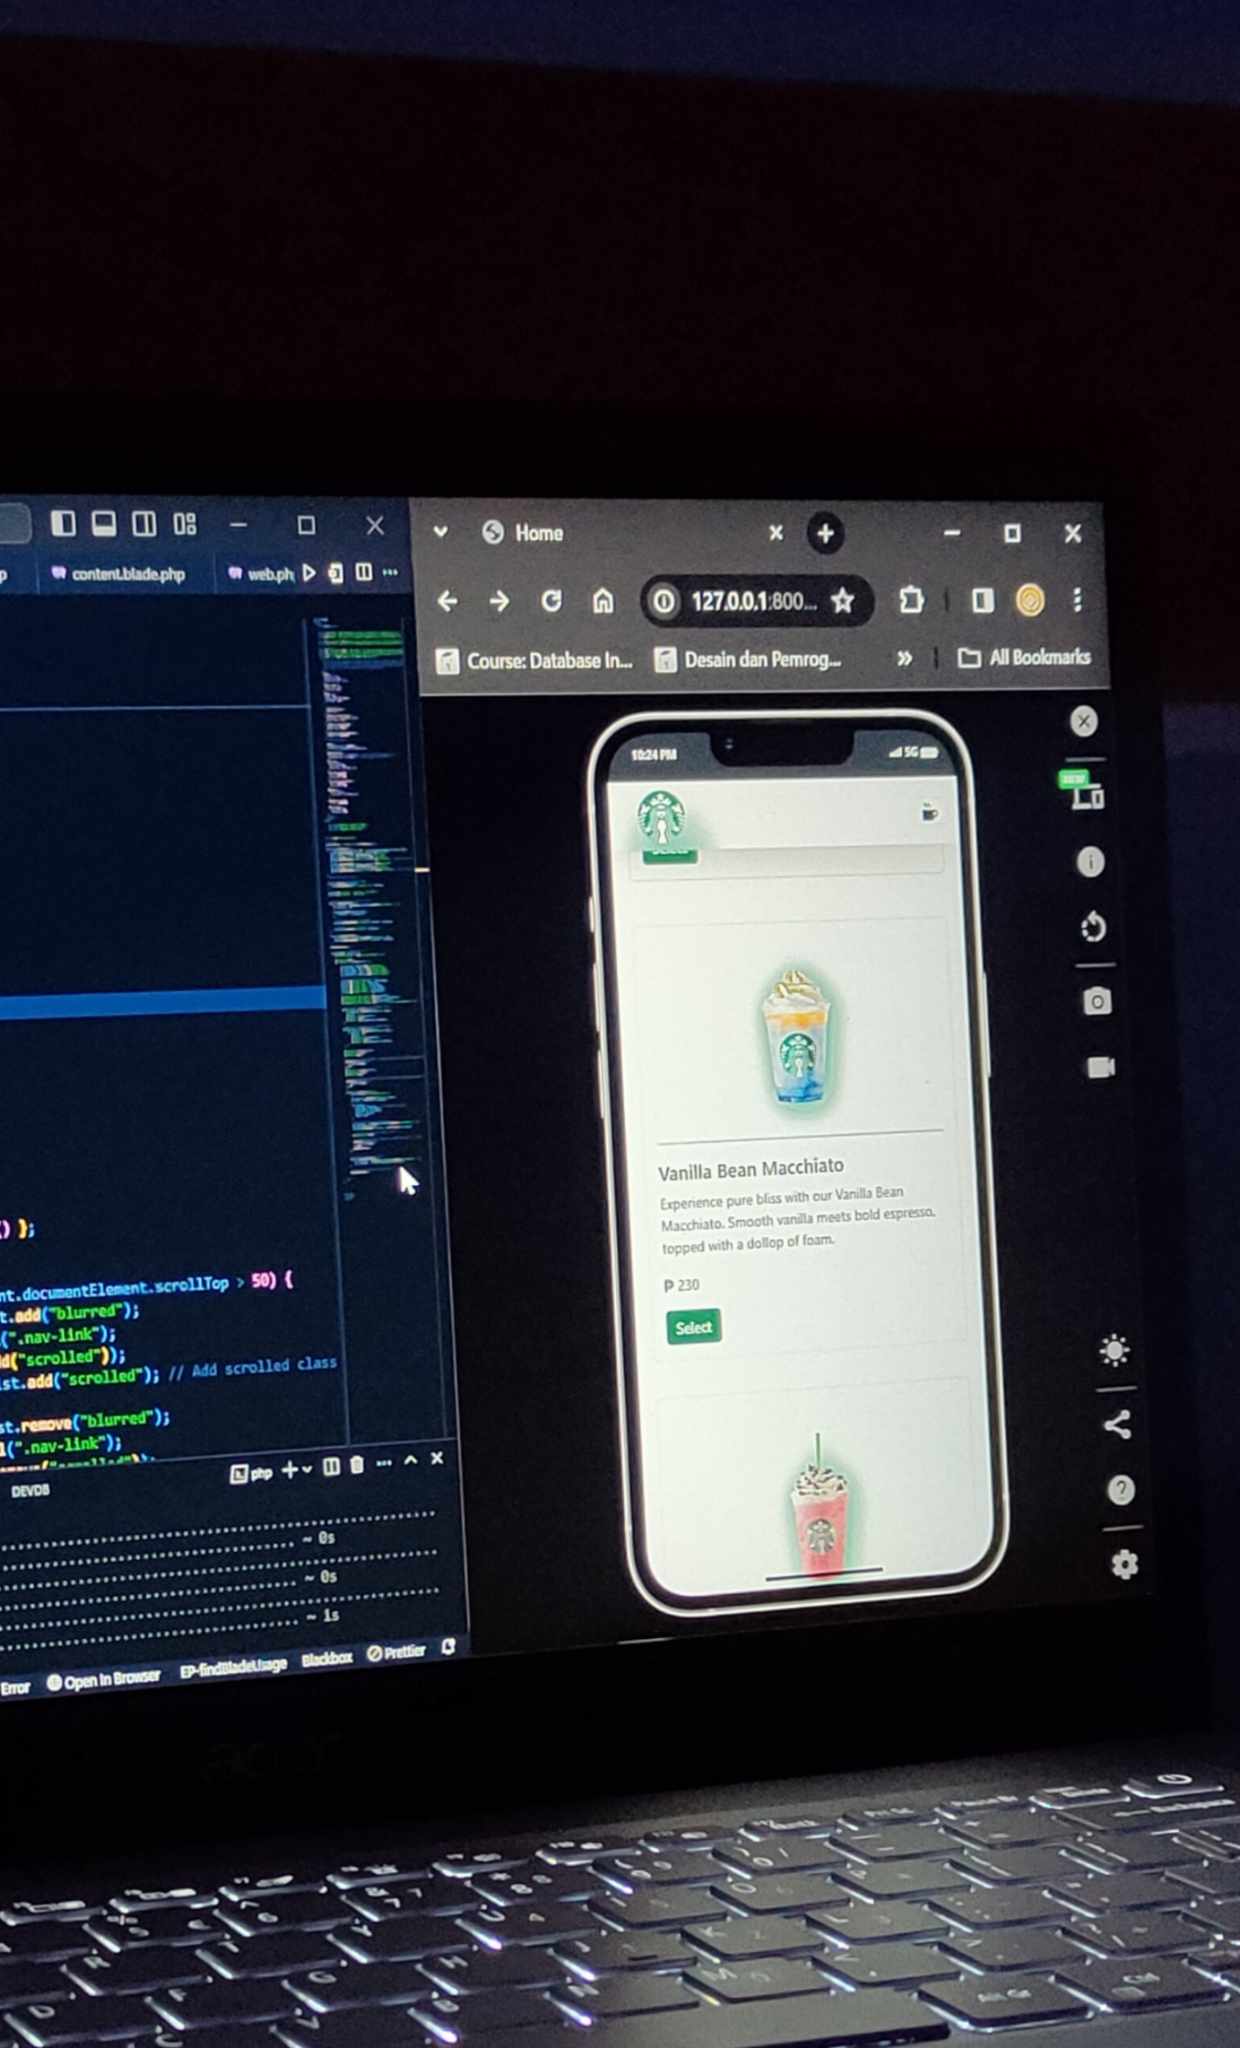 content.blade.php
web.ph
() };
nt.documentElement.scrollTop > 50) {
t.add("blurred");
(".nav-link");
d("scrolled"));
ist.add("scrolled"); // Add scrolled class
st.remove("blurred");
l(".nav-link");
DEVDB
php
~ 0s
~ 0s
~ 1s
Error
Open In Browser
EP-findBladeUsage
Blackbox
Prettier
Home
127.0.0.1:800...
Course: Database In...
Desain dan Pemrog...
All Bookmarks
10:24 PM
5G
Vanilla Bean Macchiato
Experience pure bliss with our Vanilla Bean
Macchiato. Smooth vanilla meets bold espresso,
topped with a dollop of foam.
₱ 230
Select
acer
Alt Gr